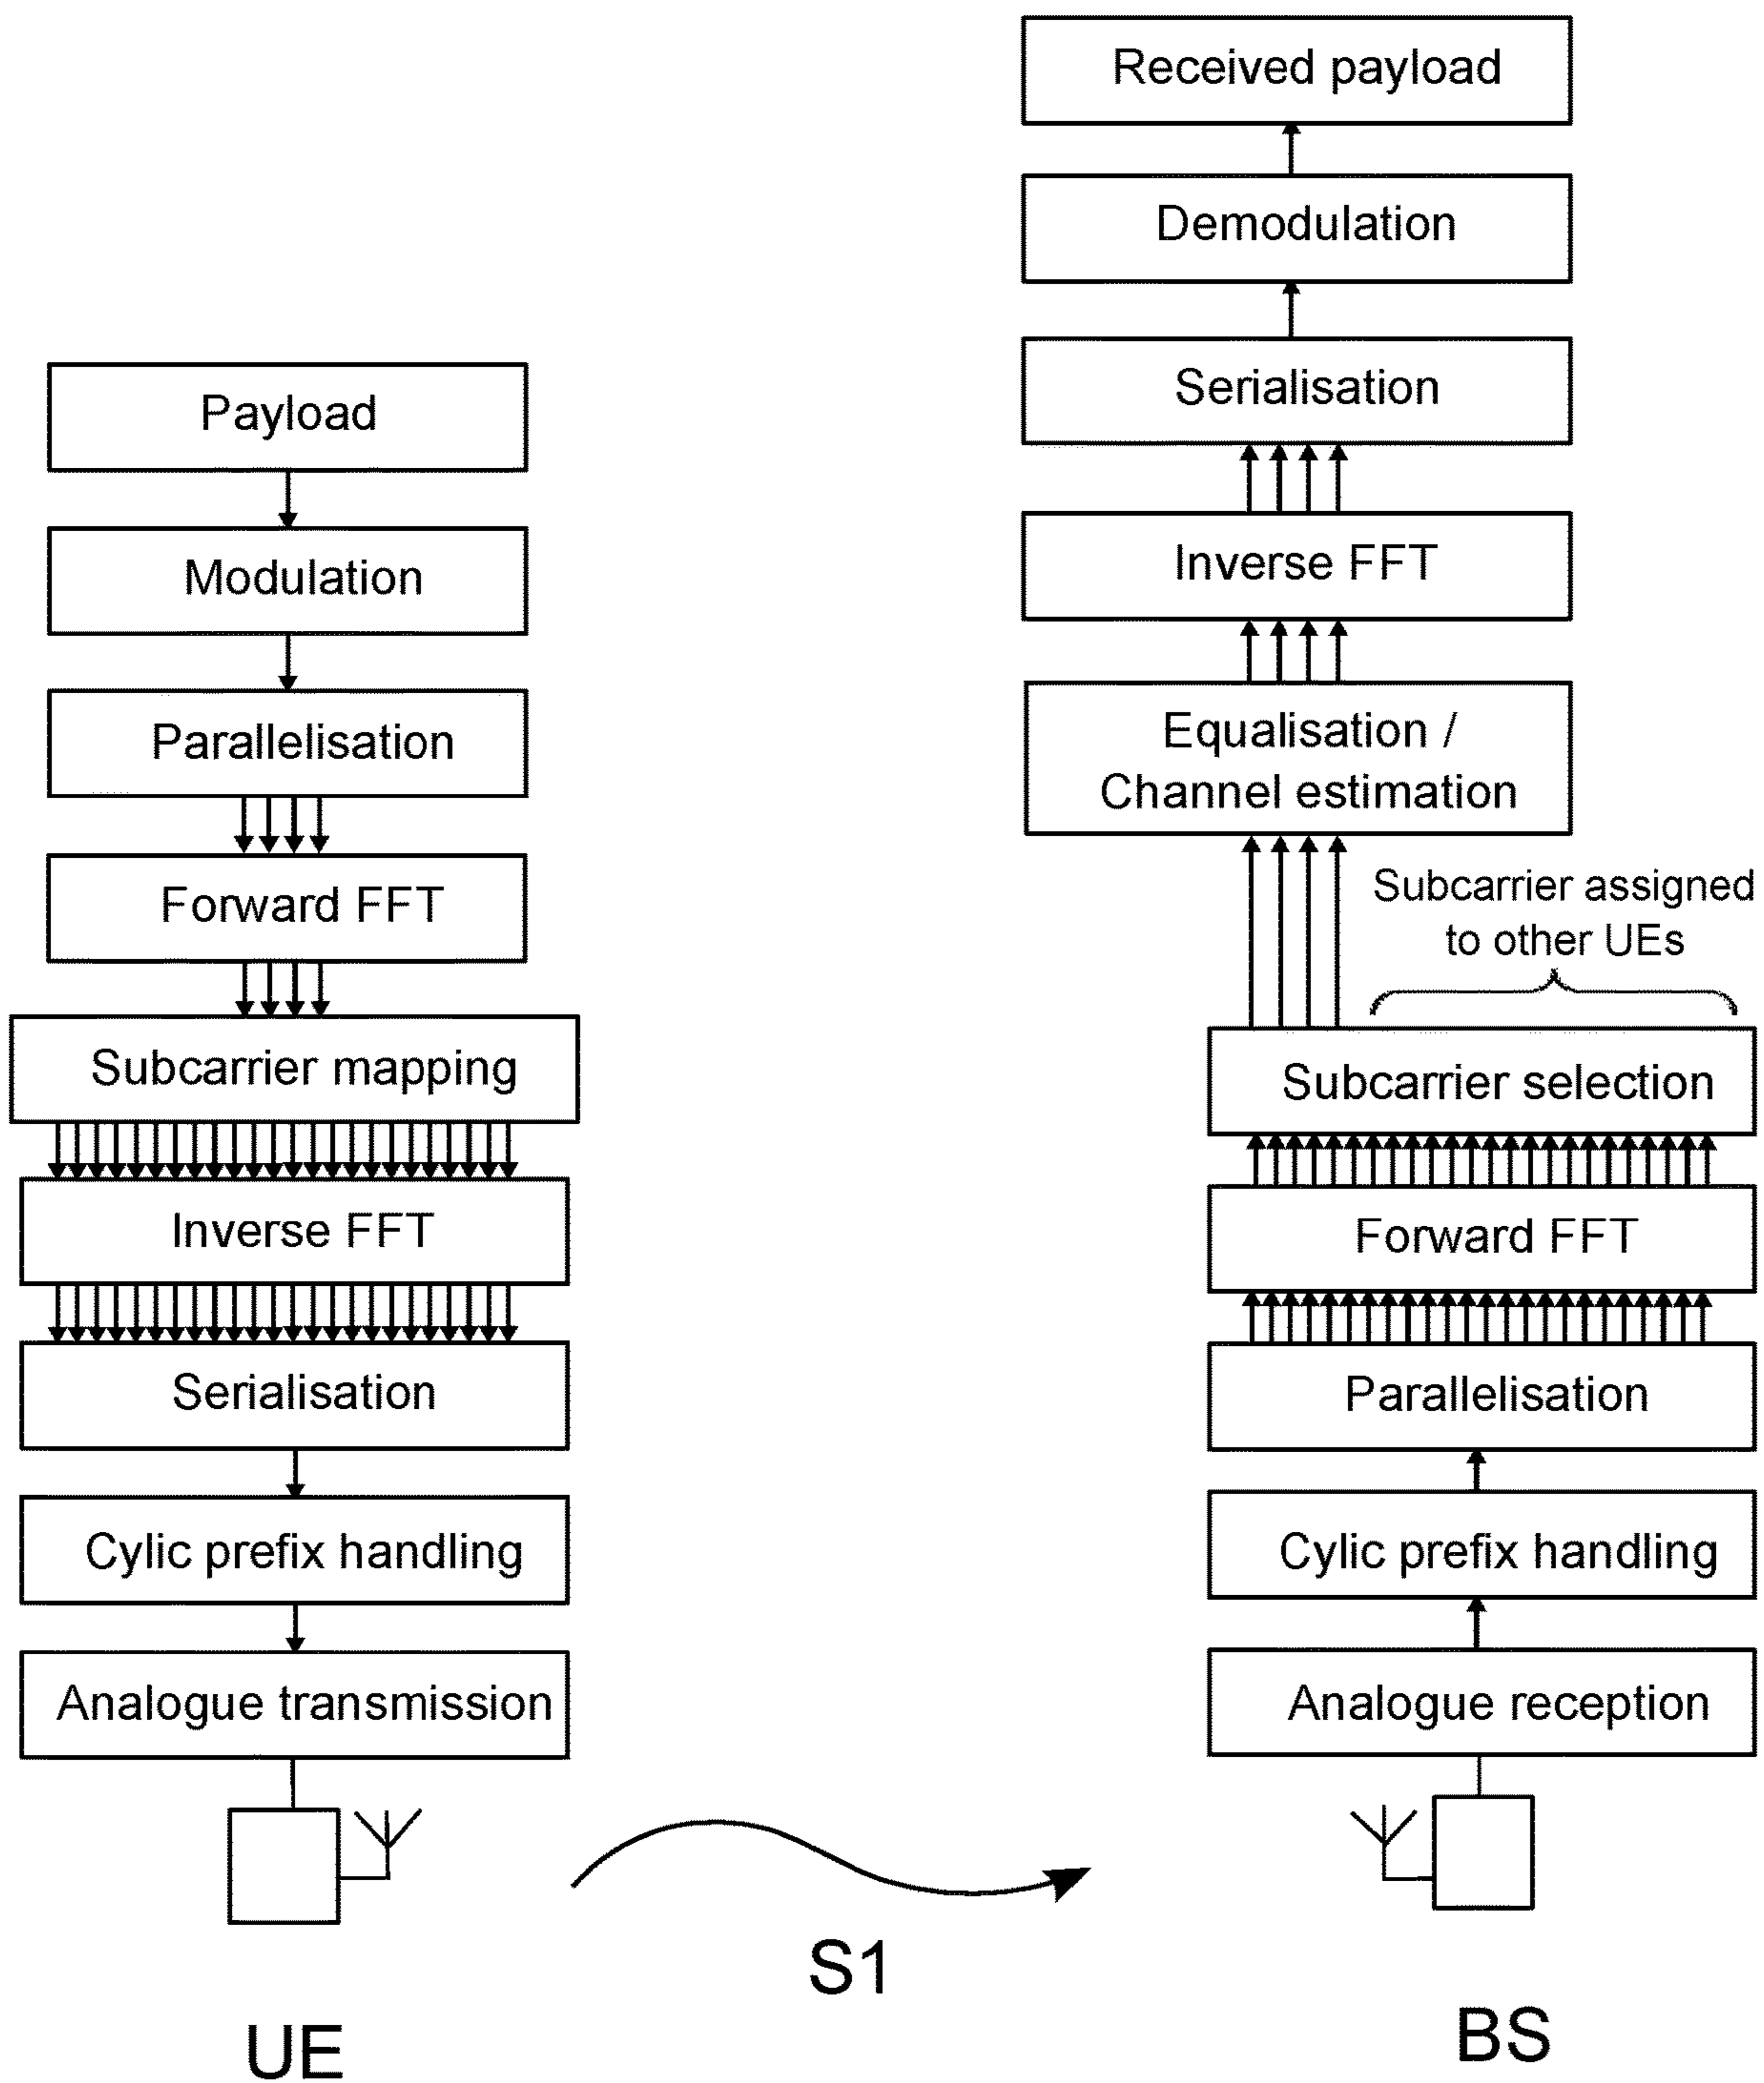 Payload
Modulation
Parallelisation
Forward FFT
Subcarrier mapping
Inverse FFT
Serialisation
Cylic prefix handling
Analogue transmission
UE
S1
Received payload
Demodulation
Serialisation
Inverse FFT
Equalisation /
Channel estimation
Subcarrier assigned
to other UEs
Subcarrier selection
Forward FFT
Parallelisation
Cylic prefix handling
Analogue reception
BS